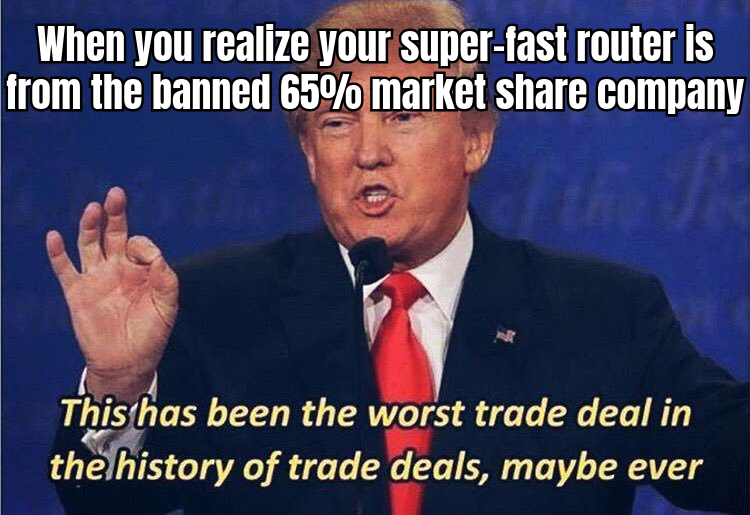 When you realize your super-fast router is
from the banned 65% market share company
This has been the worst trade deal in
the history of trade deals, maybe ever